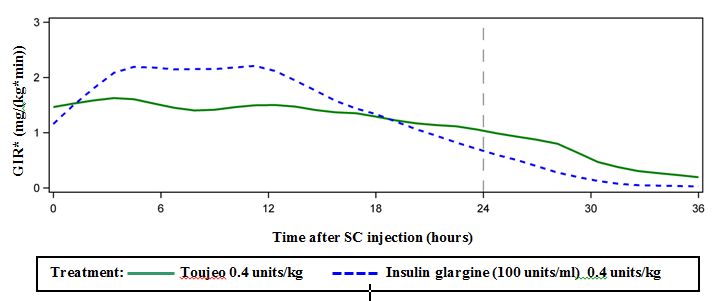 3
2
1
0
GIR* (mg/(kg*min))
0 6 12 18 24 30 36
Time after SC injection (hours)
Treatment: Toujeo 0.4 units/kg Insulin glargine (100 units/ml) 0.4 units/kg